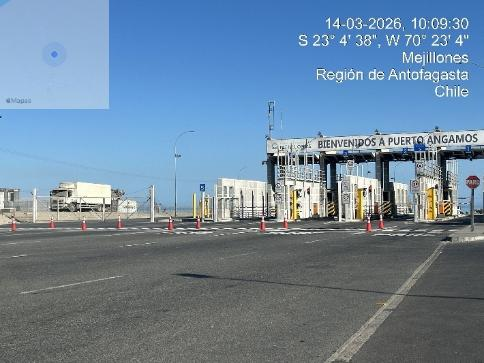 14-03-2026, 10:09:30
S 23° 4' 38", W 70° 23' 4"
Mejillones
Región de Antofagasta
Chile
Maps
BIENVENIDOS A PUERTO ANGAMOS
PARE